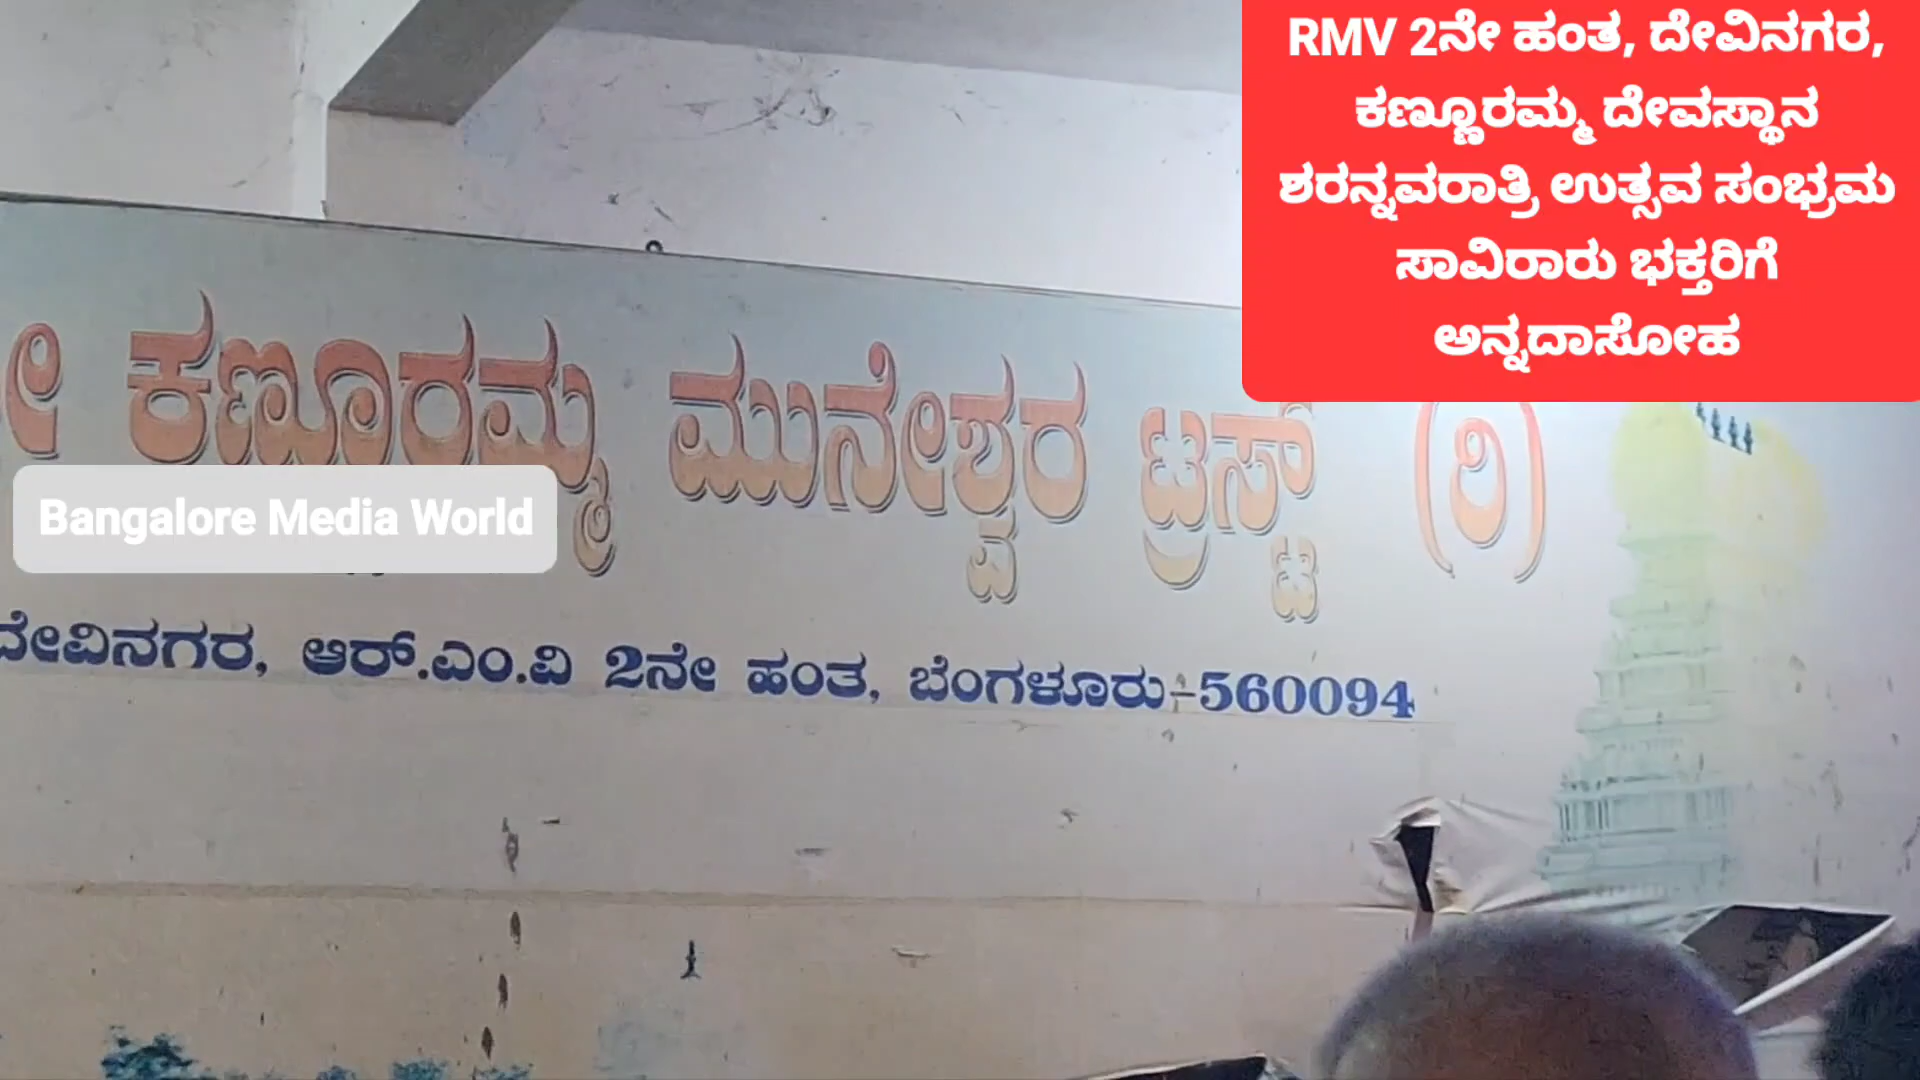 RMV 2ನೇ ಹಂತ, ದೇವಿನಗರ,
ಕಣ್ಣೂರಮ್ಮ ದೇವಸ್ಥಾನ
ಶರನ್ನವರಾತ್ರಿ ಉತ್ಸವ ಸಂಭ್ರಮ
ಸಾವಿರಾರು ಭಕ್ತರಿಗೆ
ಅನ್ನದಾಸೋಹ
ಕಣ್ಣೂರಮ್ಮ ಮುನೇಶ್ವರ ಟ್ರಸ್ಟ್ (ರಿ)
Bangalore Media World
ದೇವಿನಗರ, ಆರ್.ಎಂ.ವಿ 2ನೇ ಹಂತ, ಬೆಂಗಳೂರು-560094